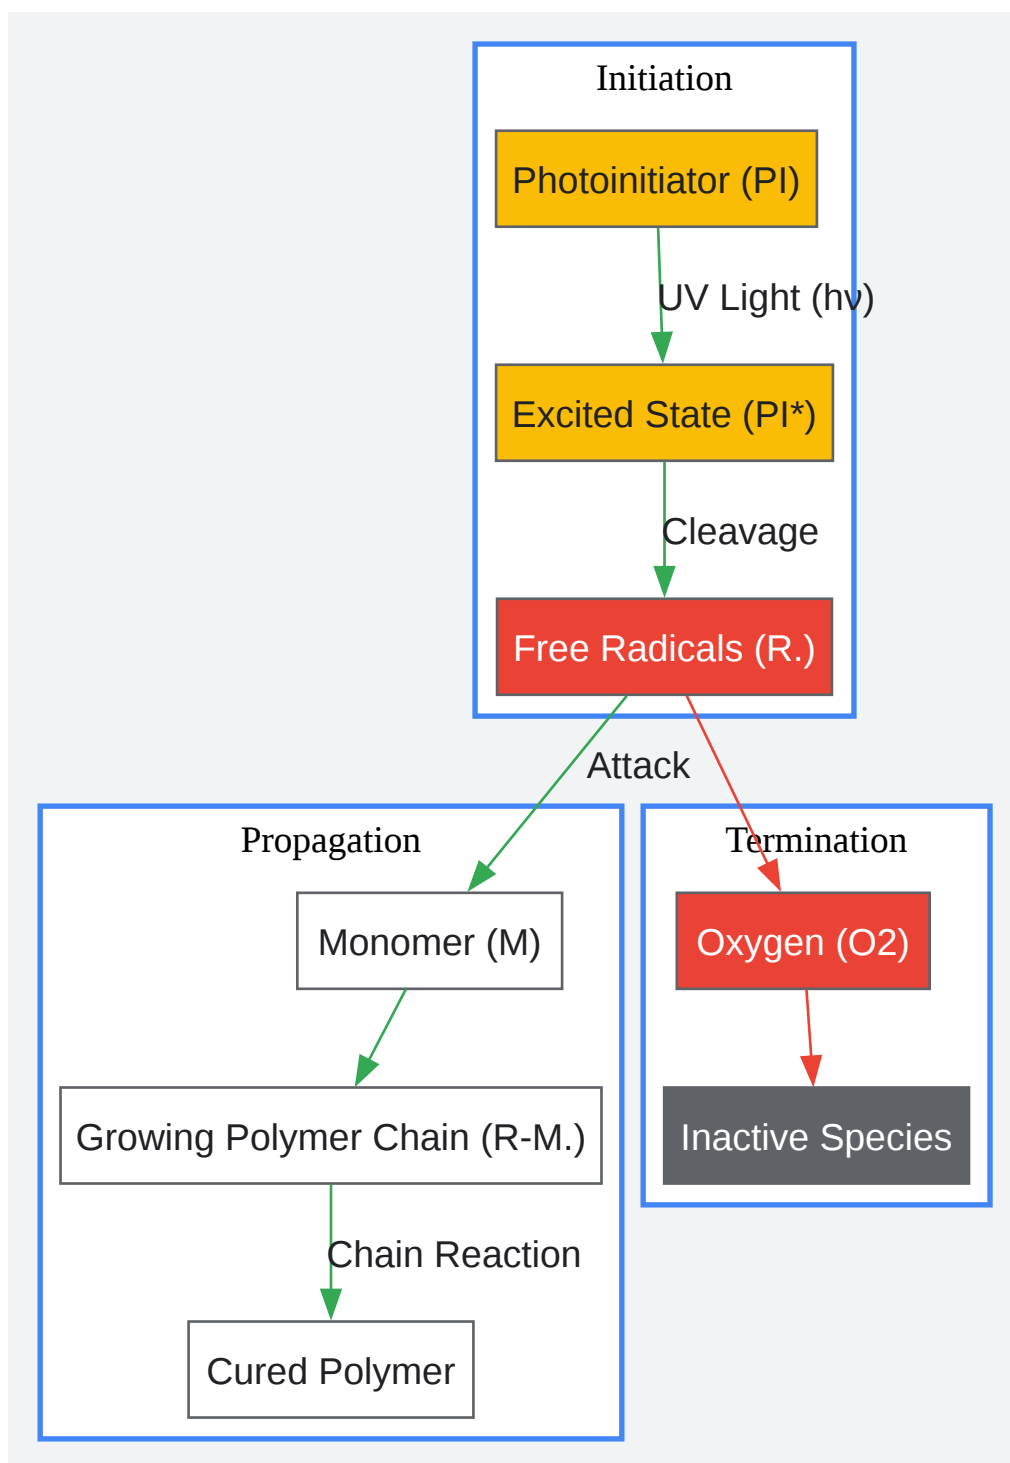 Initiation
Photoinitiator (PI)
UV Light (hν)
Excited State (PI*)
Cleavage
Free Radicals (R.)
Attack
Propagation
Monomer (M)
Growing Polymer Chain (R-M.)
Chain Reaction
Cured Polymer
Termination
Oxygen (O2)
Inactive Species